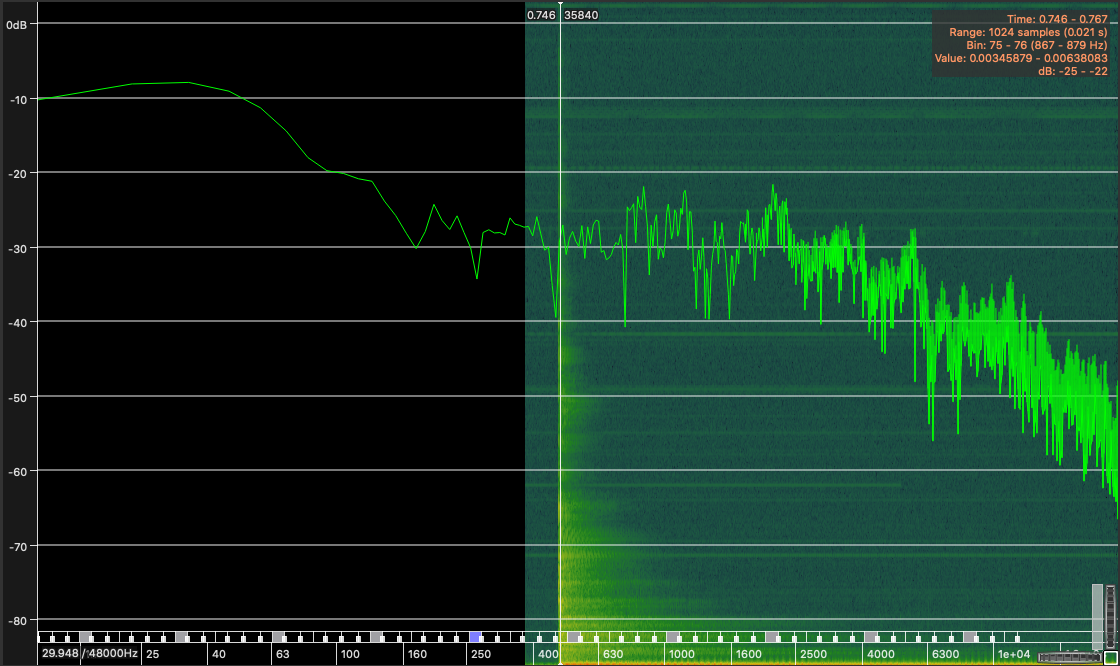 0.746 35840
Time: 0.746 - 0.767
Range: 1024 samples (0.021 s)
Bin: 75 - 76 (867 - 879 Hz)
Value: 0.00345879 - 0.00638083
dB: -25 - -22
0dB
-10
-20
-30
-40
-50
-60
-70
-80
29.948 / 48000Hz 25 40 63 100 160 250 400 630 1000 1600 2500 4000 6300 1e+04